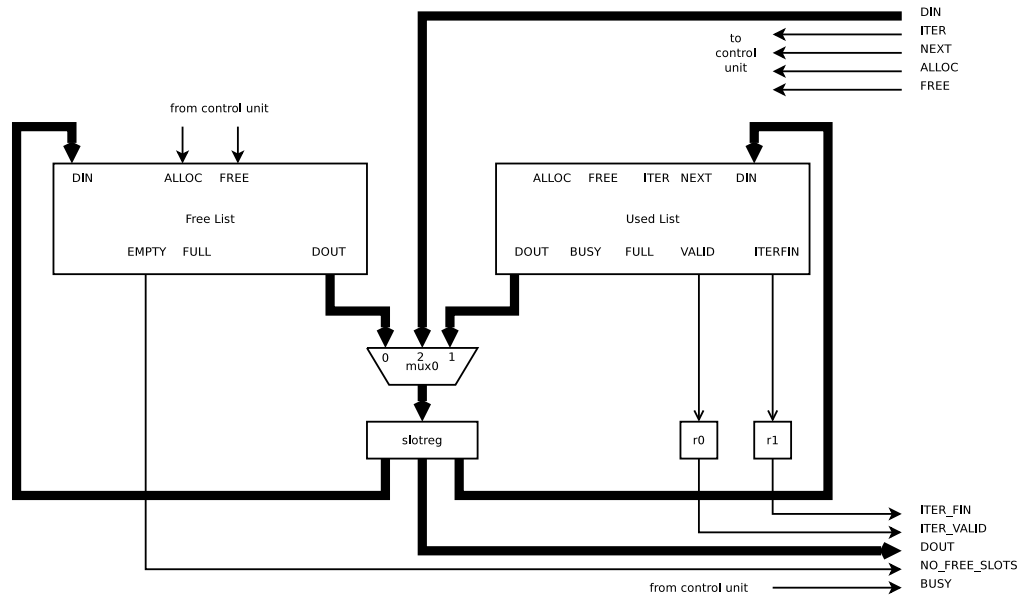 DIN
ITER
NEXT
ALLOC
FREE
to
control
unit
from control unit
DIN ALLOC FREE
Free List
EMPTY FULL DOUT
ALLOC FREE ITER NEXT DIN
Used List
DOUT BUSY FULL VALID ITERFIN
0 2 1
mux0
slotreg
r0
r1
ITER_FIN
ITER_VALID
DOUT
NO_FREE_SLOTS
from control unit
BUSY